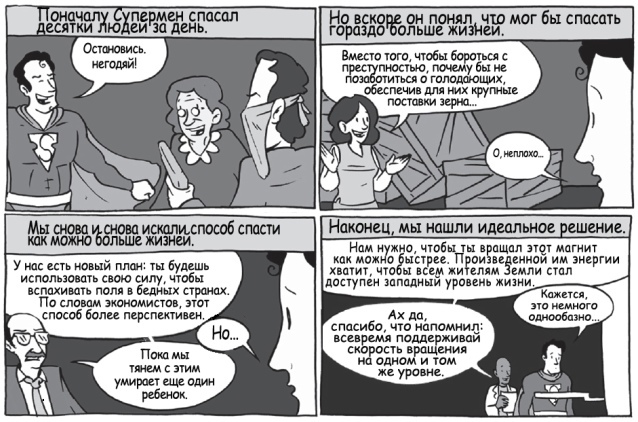 Поначалу Супермен спасал
десятки людей за день.
Остановись.
негодяй!
Но вскоре он понял, что мог бы спасать
гораздо больше жизней.
Вместо того, чтобы бороться с
преступностью, почему бы не
позаботиться о голодающих,
обеспечив для них крупные
поставки зерна...
О, неплохо...
Мы снова и снова искали способ спасти
как можно больше жизней.
У нас есть новый план: ты будешь
использовать свою силу, чтобы
вспахивать поля в бедных странах.
По словам экономистов, этот
способ более перспективен.
Но...
Пока мы
тянем с этим
умирает еще один
ребенок.
Наконец, мы нашли идеальное решение.
Нам нужно, чтобы ты вращал этот магнит
как можно быстрее. Произведенной им энергии
хватит, чтобы всем жителям Земли стал
доступен западный уровень жизни.
Кажется,
это немного
однообразно...
Ах да,
спасибо, что напомнил:
всевремя поддерживай
скорость вращения
на одном и том
же уровне.